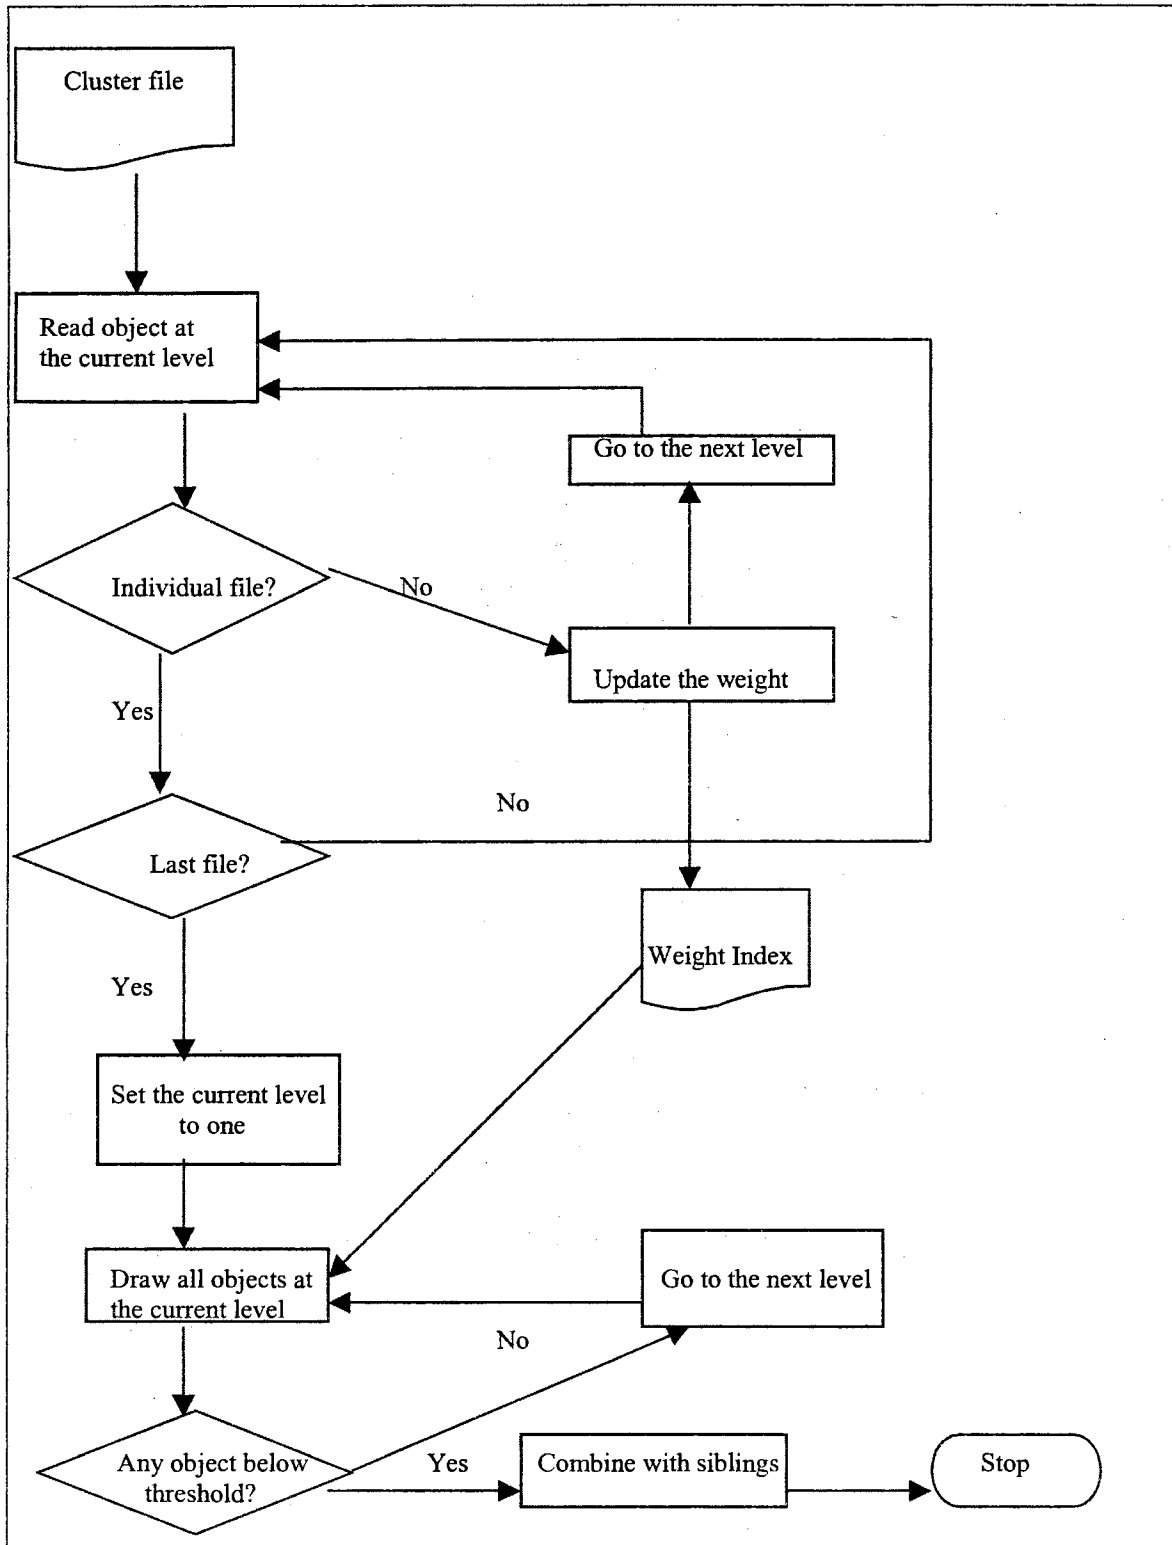 Cluster file
Read object at
the current level
Go to the next level
Individual file?
No
Update the weight
Yes
No
Last file?
Weight Index
Yes
Set the current level
to one
Draw all objects at
the current level
Go to the next level
No
Any object below
threshold?
Yes
Combine with siblings
Stop